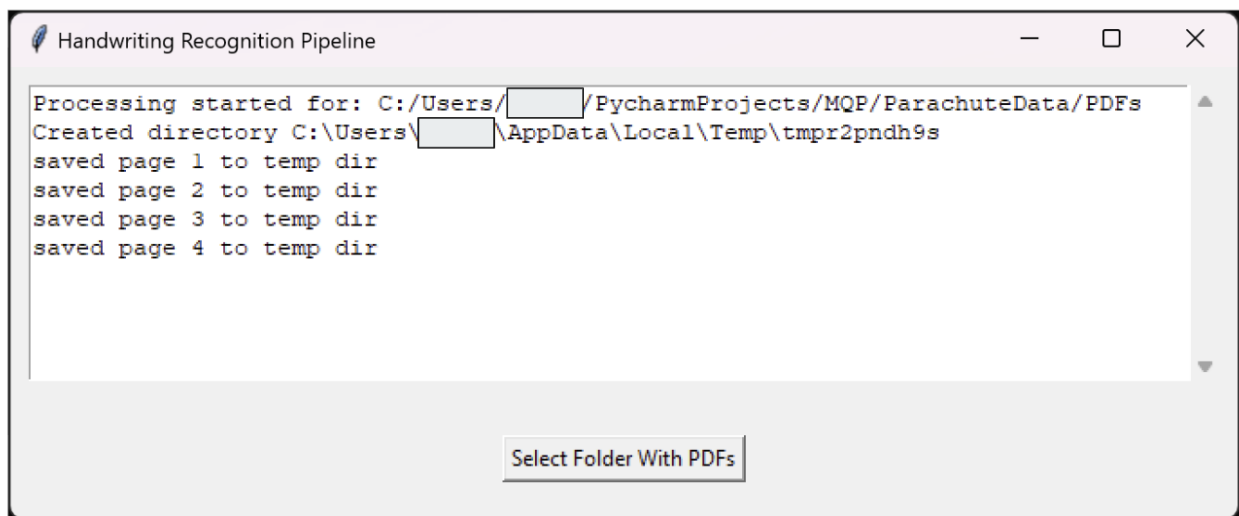 Handwriting Recognition Pipeline
Processing started for: C:/Users/ /PycharmProjects/MQP/ParachuteData/PDFs
Created directory C:\Users\ \AppData\Local\Temp\tmpr2pndh9s
saved page 1 to temp dir
saved page 2 to temp dir
saved page 3 to temp dir
saved page 4 to temp dir
Select Folder With PDFs